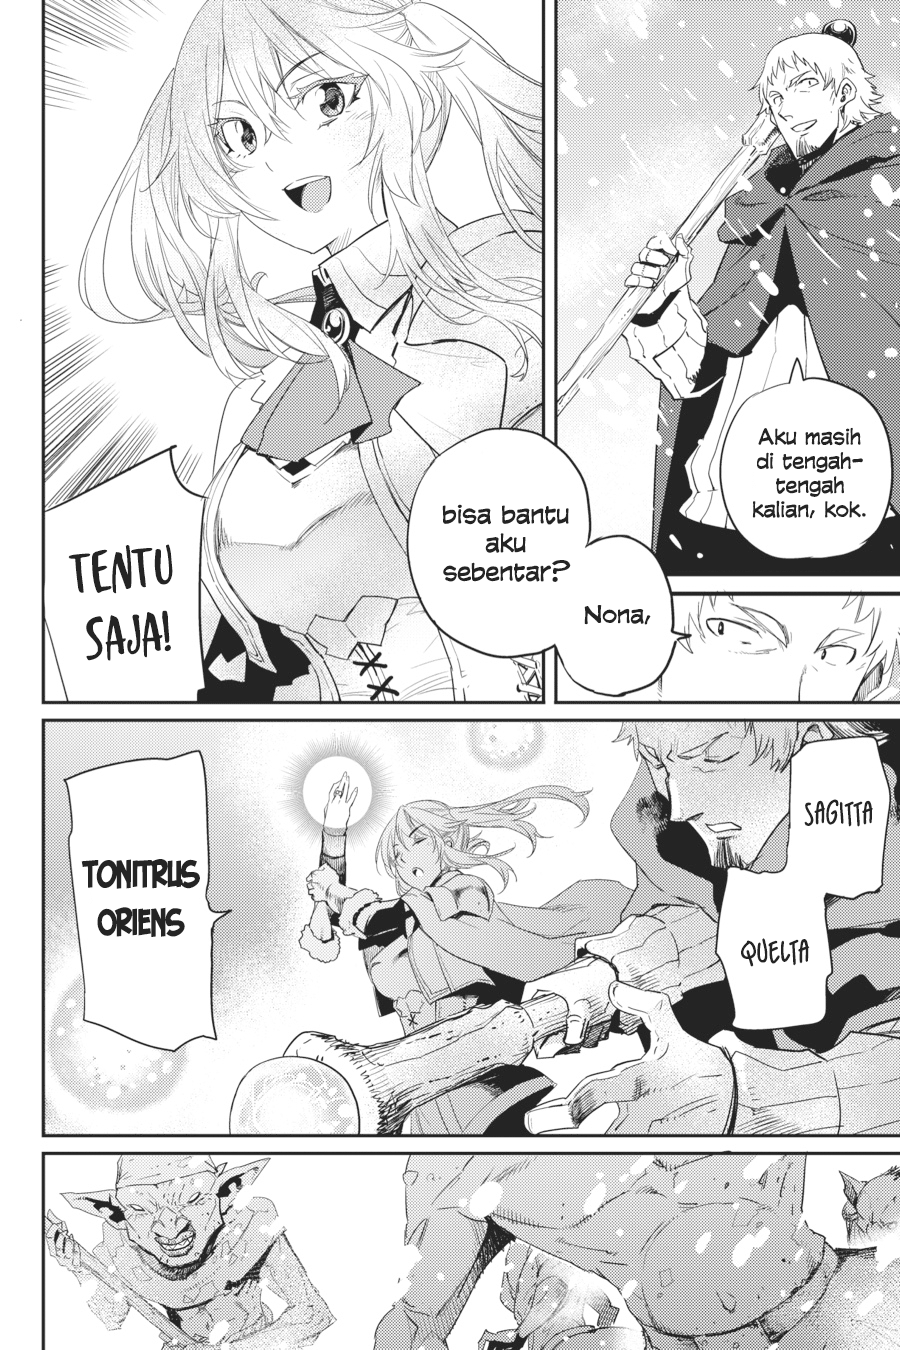 Aku masih
di tengah-
tengah
kalian, kok.
Nona,
bisa bantu
aku
sebentar?
TENTU
SAJA!
SAGITTA
QUELTA
TONITRUS
ORIENS